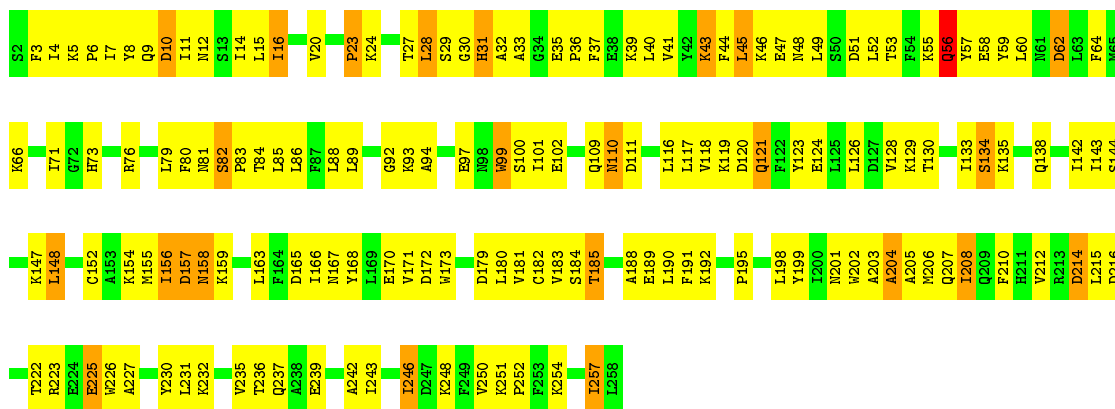 S2 F3 I4 K5 P6 I7 Y8 Q9 D10 I11 N12 S13 I14 L15 I16 V20 P23 K24 T27 L28 S29 G30 H31 A32 A33 G34 E35 P36 F37 E38 K39 L40 V41 Y42 K43 F44 L45 K46 E47 N48 L49 S50 D51 L52 T53 F54 K55 Q56 Y57 E58 Y59 L60 N61 D62 L63 F64 M65
K66 I71 G72 H73 R76 L79 F80 N81 S82 P83 T84 L85 L86 F87 L88 L89 G92 K93 A94 E97 N98 W99 S100 I101 E102 Q109 N110 D111 L116 L117 V118 K119 D120 Q121 F122 Y123 E124 L125 L126 D127 V128 K129 T130 I133 S134 K135 Q138 I142 I143 S144
K147 L148 C152 A153 K154 M155 I156 D157 N158 K159 L163 F164 D165 I166 N167 Y168 L169 E170 V171 D172 W173 D179 L180 V181 C182 V183 S184 T185 A188 E189 L190 F191 K192 P195 L198 Y199 I200 N201 W202 A203 A204 A205 M206 Q207 I208 Q209 F210 H211 V212 R213 D214 L215 P216
T222 R223 E224 E225 W226 A227 Y230 L231 K232 V235 T236 Q237 A238 E239 A242 I243 I246 D247 K248 F249 V250 K251 P252 F253 K254 I257 L258